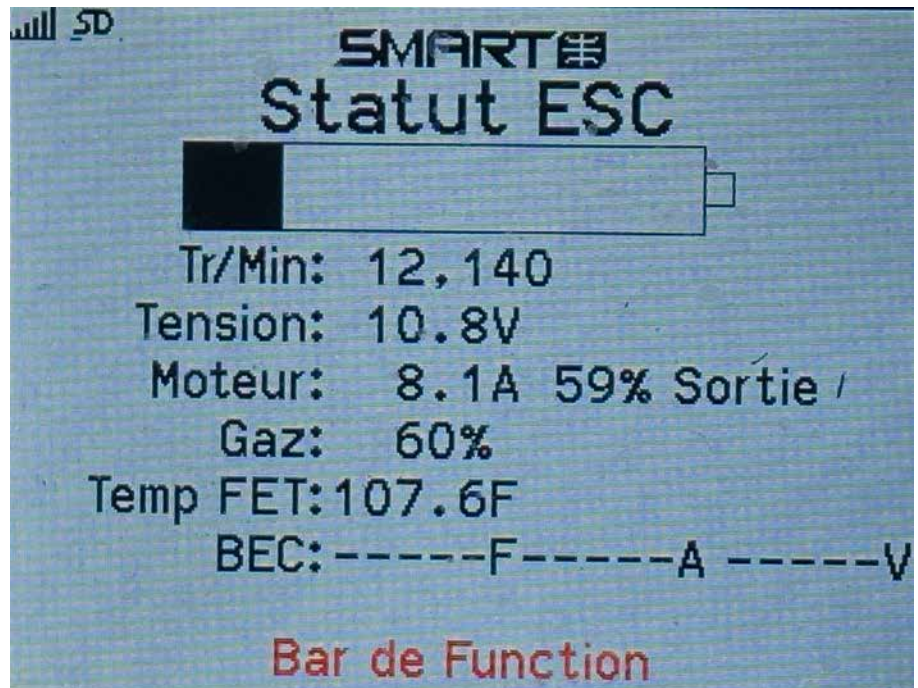 SD
SMART
Statut ESC
Tr/Min: 12,140
Tension: 10.8V
Moteur: 8.1A 59% Sortie
Gaz: 60%
Temp FET:107.6F
BEC:-----F-----A -----V
Bar de Function